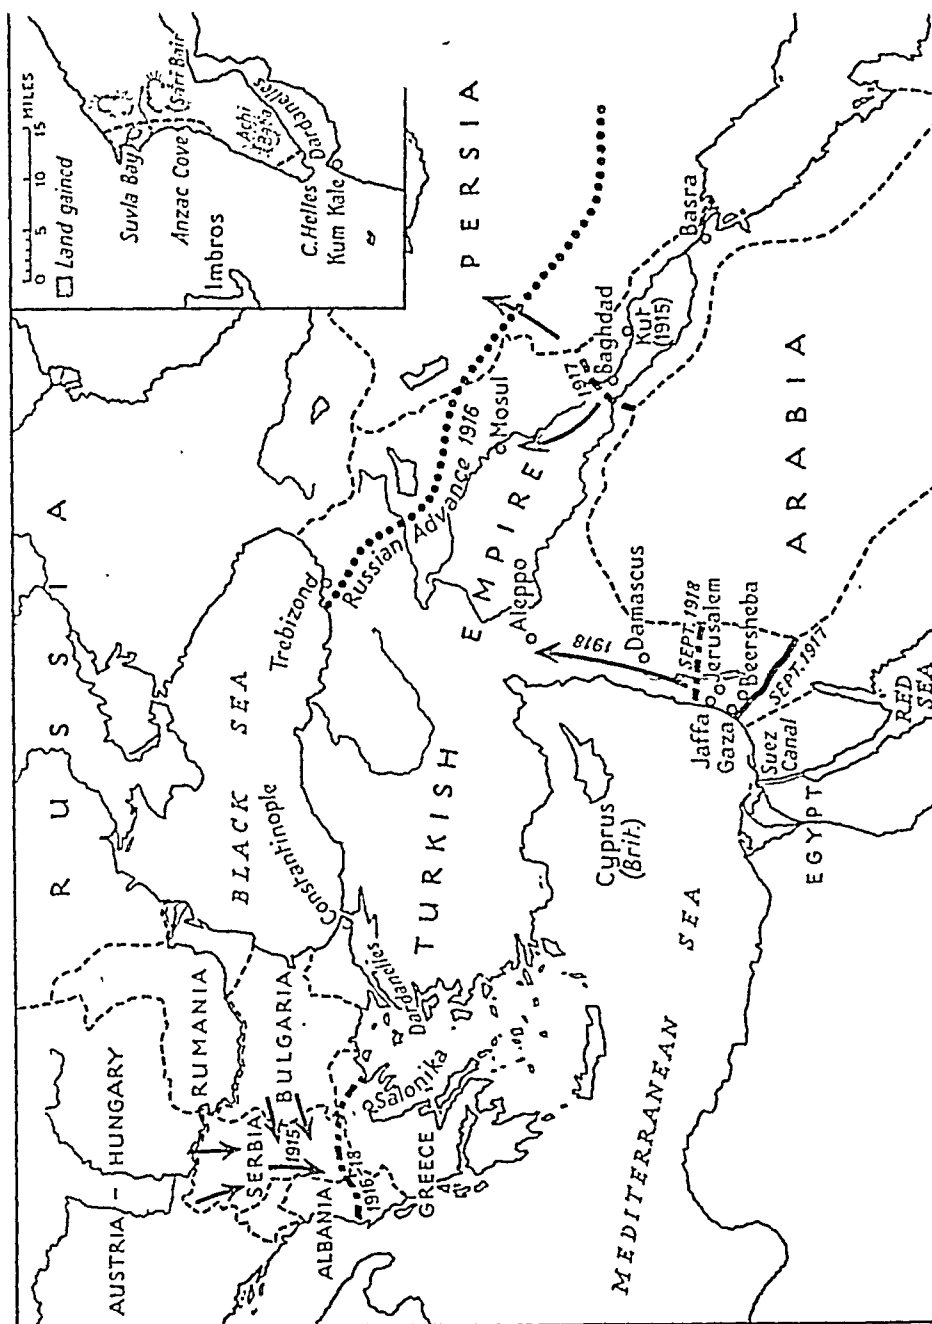 MILES
0 5 10 15
Land gained
Suvla Bay
Sari Bair
Anzac Cove
Imbros
Achi Baba
Dardanelles
C. Helles
Kum Kale
RUSSIA
AUSTRIA-HUNGARY
RUMANIA
BLACK SEA
SERBIA
1915
BULGARIA
Constantinople
Trebizond
PERSIA
ALBANIA
1916-18
Salonika
Dardanelles
GREECE
TURKISH EMPIRE
Russian Advance 1916
Mosul
1917
Baghdad
Kut
(1915)
Basra
Aleppo
1918
Damascus
SEPT. 1918
Jerusalem
Beersheba
Jaffa
Gaza
SEPT. 1917
Cyprus
(Brit.)
Suez
Canal
ARABIA
MEDITERRANEAN SEA
EGYPT
RED
SEA